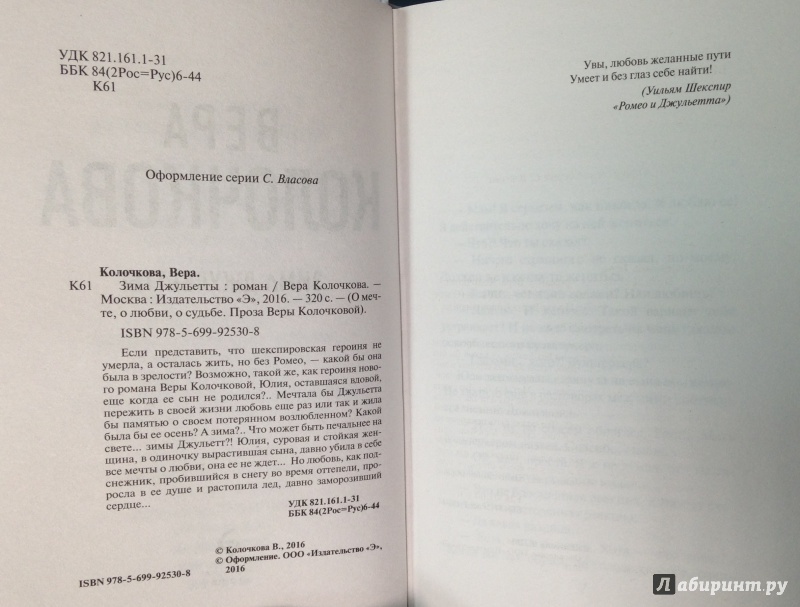 УДК 821.161.1-31
ББК 84(2Рос=Рус)6-44
К61
ВЕРА
КОЛОЧКОВА
Оформление серии С. Власова
Колочкова, Вера.
К61 Зима Джульетты : роман / Вера Колочкова. —
Москва : Издательство «Э», 2016. — 320 с. — (О меч-
те, о любви, о судьбе. Проза Веры Колочковой).
ISBN 978-5-699-92530-8
Если представить, что шекспировская героиня не
умерла, а осталась жить, но без Ромео, — какой бы она
была в зрелости? Возможно, такой же, как героиня ново-
го романа Веры Колочковой, Юлия, оставшаяся вдовой,
еще когда ее сын не родился?.. Мечтала бы Джульетта
пережить в своей жизни любовь еще раз или так и жила
бы памятью о своем потерянном возлюбленном? Какой
была бы ее осень? А зима?.. Что может быть печальнее на
свете... зимы Джульетт?! Юлия, суровая и стойкая жен-
щина, в одиночку вырастившая сына, давно убила в себе
все мечты о любви, она ее не ждет... Но любовь, как под-
снежник, пробившийся в снегу во время оттепели, про-
росла в ее душе и растопила лед, давно заморозивший
сердце...
УДК 821.161.1-31
ББК 84(2Рос=Рус)6-44
© Колочкова В., 2016
© Оформление. ООО «Издательство «Э»,
2016
ISBN 978-5-699-92530-8
Увы, любовь желанные пути
Умеет и без глаз себе найти!
(Уильям Шекспир
«Ромео и Джульетта»)
лабиринт.ру